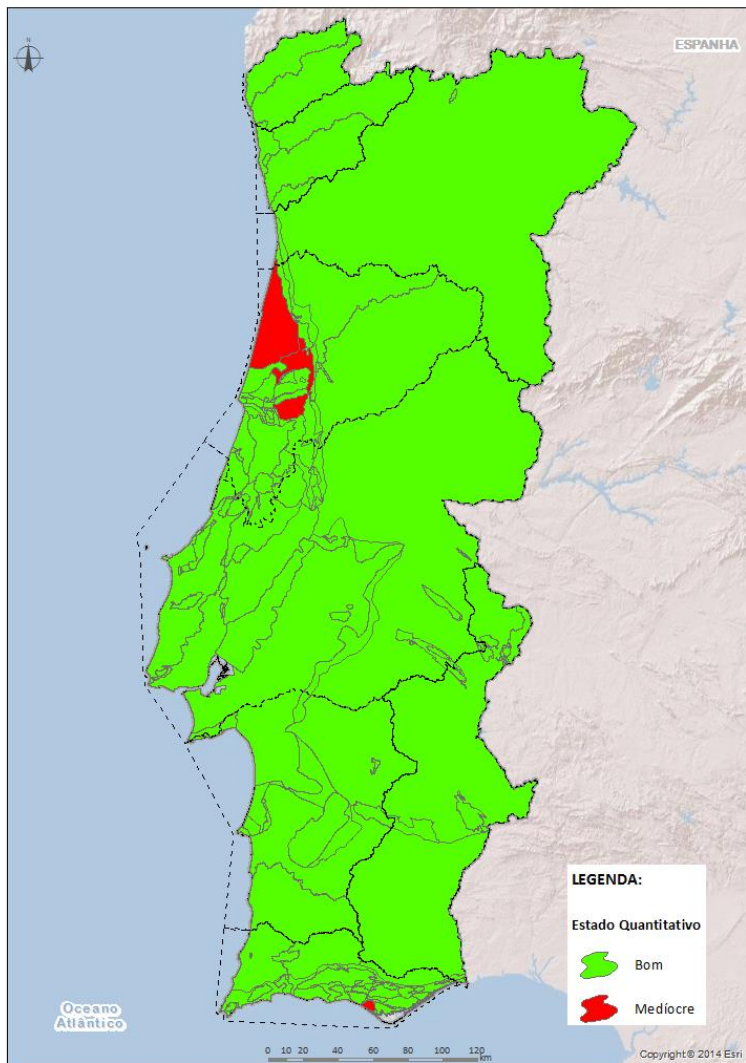 N
ESPANHA
LEGENDA:
Estado Quantitativo
Bom
Medíocre
Oceano
Atlântico
0 10 20 40 60 80 100 120
km
Copyright:© 2014 Esri